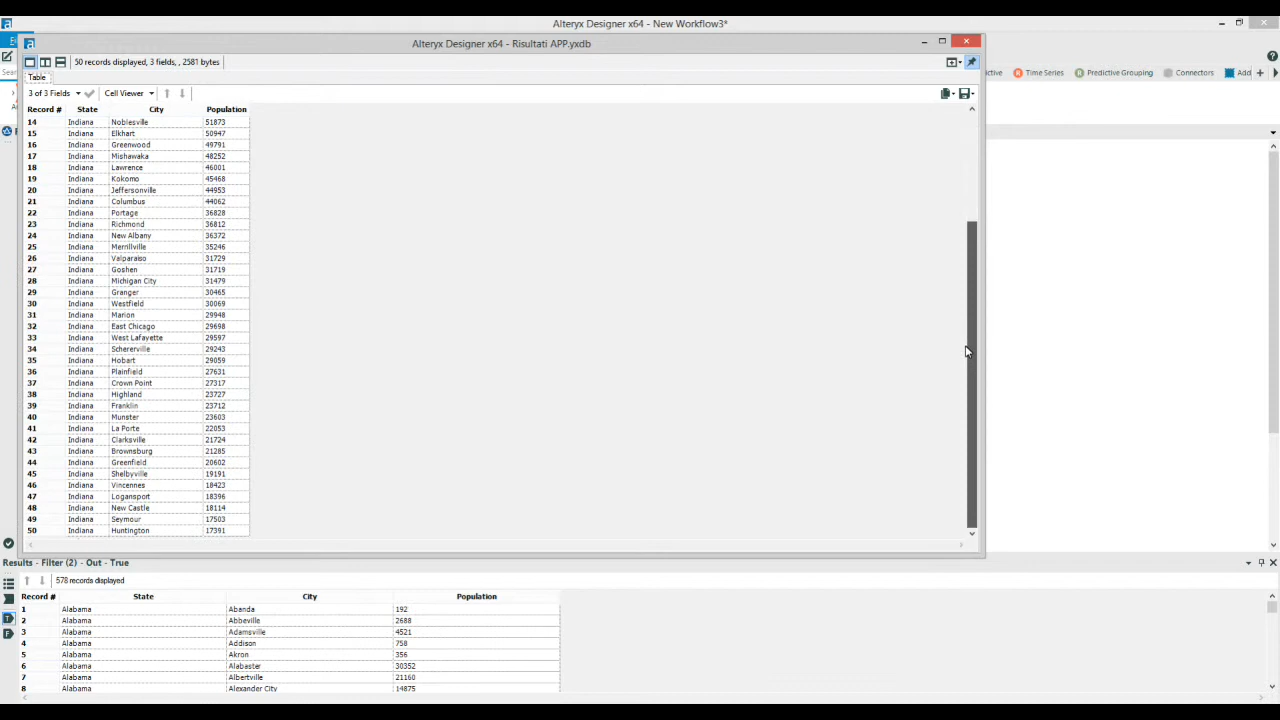 Alteryx Designer x64 - New Workflow3*
Alteryx Designer x64 - Risultati APP.yxdb
50 records displayed, 3 fields, , 2581 bytes
Sea
ctive Time Series Predictive Grouping Connectors Add
Table
3 of 3 Fields Cell Viewer
Record # State City Population
14 Indiana Noblesville 51873
15 Indiana Elkhart 50947
16 Indiana Greenwood 49791
17 Indiana Mishawaka 48252
18 Indiana Lawrence 46001
19 Indiana Kokomo 45468
20 Indiana Jeffersonville 44953
21 Indiana Columbus 44062
22 Indiana Portage 36828
23 Indiana Richmond 36812
24 Indiana New Albany 36372
25 Indiana Merrillville 35246
26 Indiana Valparaiso 31729
27 Indiana Goshen 31719
28 Indiana Michigan City 31479
29 Indiana Granger 30465
30 Indiana Westfield 30069
31 Indiana Marion 29948
32 Indiana East Chicago 29698
33 Indiana West Lafayette 29597
34 Indiana Schererville 29243
35 Indiana Hobart 29059
36 Indiana Plainfield 27631
37 Indiana Crown Point 27317
38 Indiana Highland 23727
39 Indiana Franklin 23712
40 Indiana Munster 23603
41 Indiana La Porte 22053
42 Indiana Clarksville 21724
43 Indiana Brownsburg 21285
44 Indiana Greenfield 20602
45 Indiana Shelbyville 19191
46 Indiana Vincennes 18423
47 Indiana Logansport 18396
48 Indiana New Castle 18114
49 Indiana Seymour 17503
50 Indiana Huntington 17391
Results - Filter (2) - Out - True
578 records displayed
Record # State City Population
1 Alabama Abanda 192
2 Alabama Abbeville 2688
3 Alabama Adamsville 4521
4 Alabama Addison 758
5 Alabama Akron 356
6 Alabama Alabaster 30352
7 Alabama Albertville 21160
8 Alabama Alexander City 14875